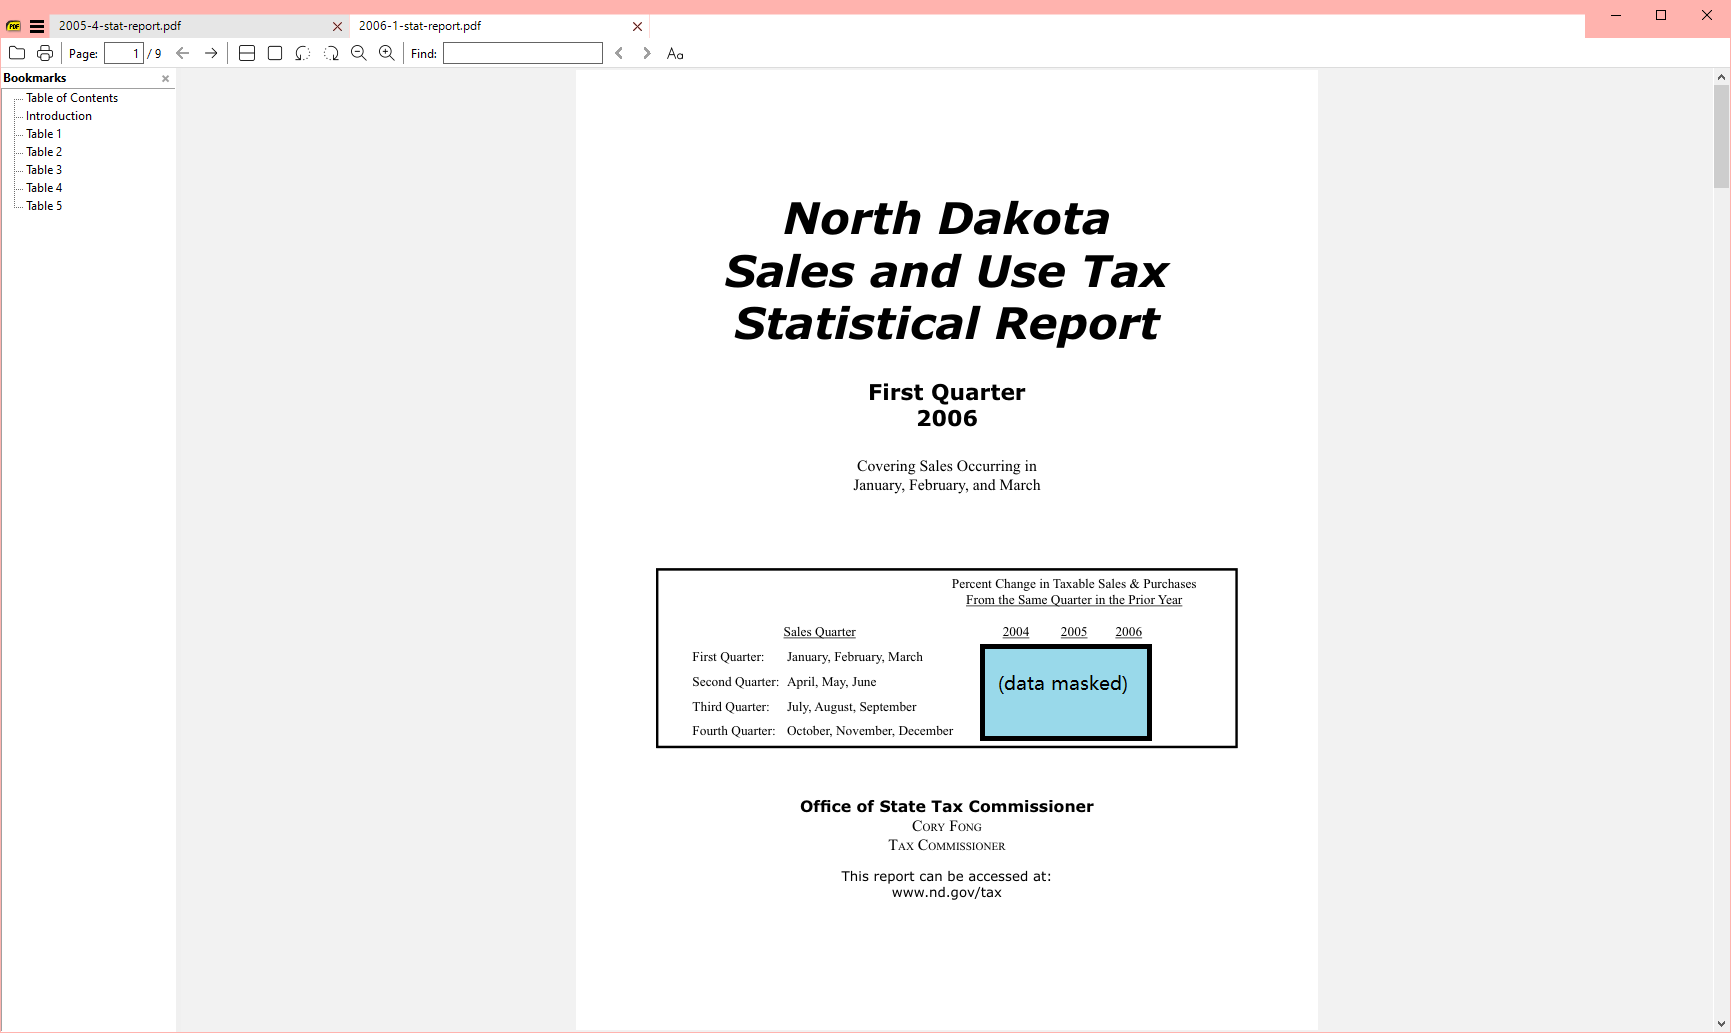 2005-4-stat-report.pdf
2006-1-stat-report.pdf
Page: 1 / 9
Find:
Aa
Bookmarks
Table of Contents
Introduction
Table 1
Table 2
Table 3
Table 4
Table 5
North Dakota
Sales and Use Tax
Statistical Report
First Quarter
2006
Covering Sales Occurring in
January, February, and March
Percent Change in Taxable Sales & Purchases
From the Same Quarter in the Prior Year
Sales Quarter 2004 2005 2006
First Quarter: January, February, March
Second Quarter: April, May, June
(data masked)
Third Quarter: July, August, September
Fourth Quarter: October, November, December
Office of State Tax Commissioner
Cory Fong
Tax Commissioner
This report can be accessed at:
www.nd.gov/tax